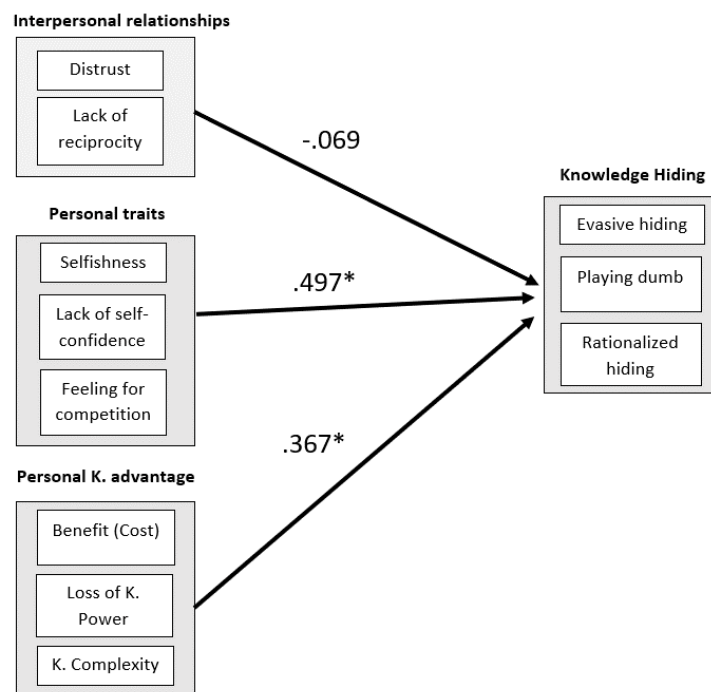 Interpersonal relationships
Distrust
Lack of
reciprocity
-.069
Knowledge Hiding
Evasive hiding
Playing dumb
Rationalized
hiding
Personal traits
Selfishness
Lack of self-
confidence
Feeling for
competition
.497*
.367*
Personal K. advantage
Benefit (Cost)
Loss of K.
Power
K. Complexity